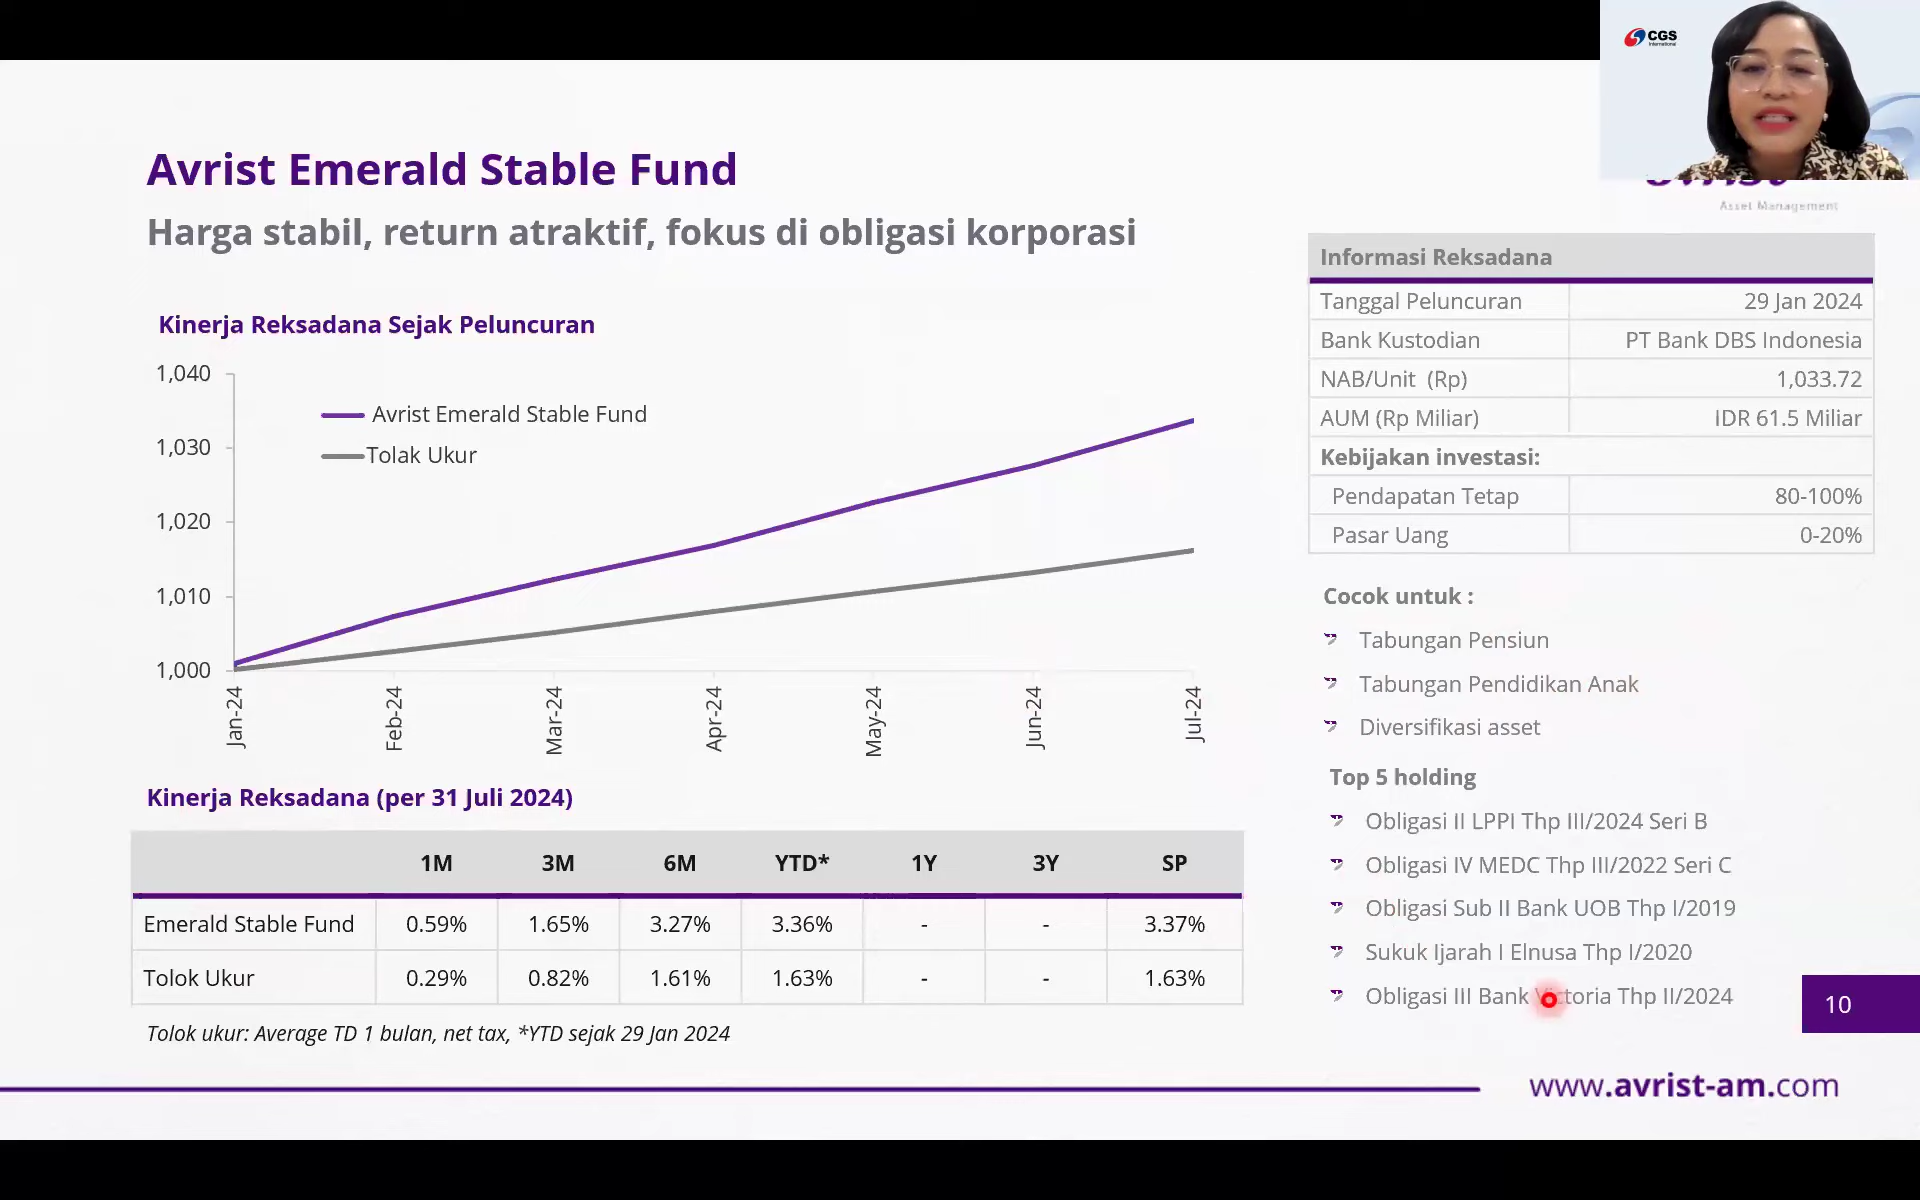 CGS
International
Avrist Emerald Stable Fund
Harga stabil, return atraktif, fokus di obligasi korporasi
Asset Management
Kinerja Reksadana Sejak Peluncuran
1,040
1,030
1,020
1,010
1,000
Avrist Emerald Stable Fund
Tolak Ukur
Jan-24 Feb-24 Mar-24 Apr-24 May-24 Jun-24 Jul-24
Kinerja Reksadana (per 31 Juli 2024)
1M 3M 6M YTD* 1Y 3Y SP
Emerald Stable Fund 0.59% 1.65% 3.27% 3.36% - - 3.37%
Tolok Ukur 0.29% 0.82% 1.61% 1.63% - - 1.63%
Tolok ukur: Average TD 1 bulan, net tax, *YTD sejak 29 Jan 2024
Informasi Reksadana
Tanggal Peluncuran 29 Jan 2024
Bank Kustodian PT Bank DBS Indonesia
NAB/Unit (Rp) 1,033.72
AUM (Rp Miliar) IDR 61.5 Miliar
Kebijakan investasi:
Pendapatan Tetap 80-100%
Pasar Uang 0-20%
Cocok untuk :
Tabungan Pensiun
Tabungan Pendidikan Anak
Diversifikasi asset
Top 5 holding
Obligasi II LPPI Thp III/2024 Seri B
Obligasi IV MEDC Thp III/2022 Seri C
Obligasi Sub II Bank UOB Thp I/2019
Sukuk Ijarah I Elnusa Thp I/2020
Obligasi III Bank Victoria Thp II/2024
10
www.avrist-am.com